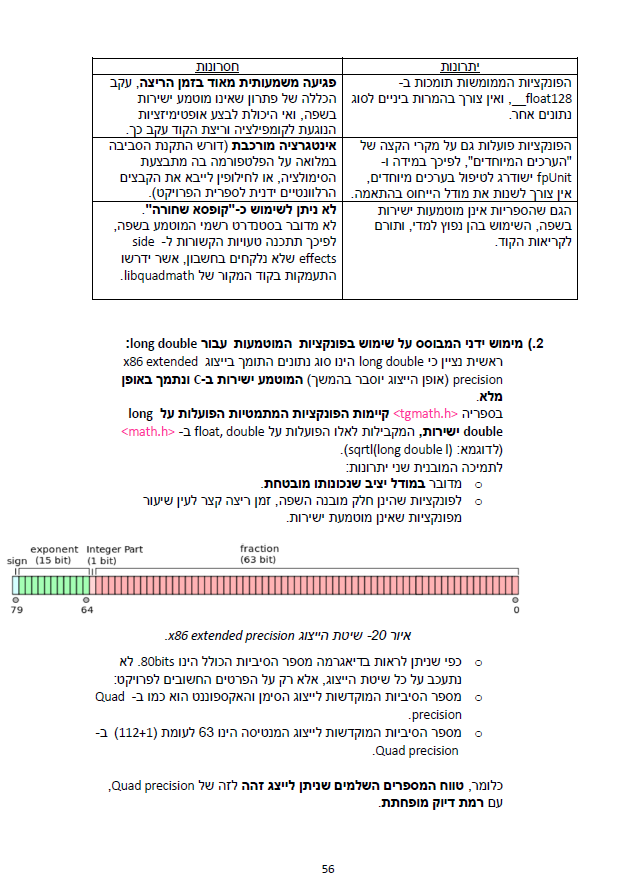 יתרונות
חסרונות
הפונקציות הממומשות תומכות ב-
__float128, ואין צורך בהמרות ביניים לסוג
נתונים אחר.
פגיעה משמעותית מאוד בזמן הריצה, עקב
הכללה של פתרון שאינו מוטמע ישירות
בשפה, ואי היכולת לבצע אופטימיזציות
הנוגעת לקומפילציה וריצת הקוד עקב כך.
הפונקציות פועלות גם על מקרי הקצה של
"הערכים המיוחדים", לפיכך במידה ו-
fpUnit ישודרג לטיפול בערכים מיוחדים,
אין צורך לשנות את מודל הייחוס בהתאמה.
אינטגרציה מורכבת (דורש התקנת הסביבה
במלואה על הפלטפורמה בה מתבצעת
הסימולציה, או לחילופין לייבא את הקבצים
הרלוונטיים ידנית לספרית הפרויקט).
הגם שהספריות אינן מוטמעות ישירות
בשפה, השימוש בהן נפוץ למדי, ותורם
לקריאות הקוד.
לא ניתן לשימוש כ-"קופסא שחורה".
לא מדובר בסטנדרט רשמי המוטמע בשפה,
לפיכך תתכנה טעויות הקשורות ל- side
effects שלא נלקחים בחשבון, אשר ידרשו
התעמקות בקוד המקור של libquadmath.
2.) מימוש ידני המבוסס על שימוש בפונקציות המוטמעות עבור long double:
ראשית נציין כי long double הינו סוג נתונים התומך בייצוג x86 extended
precision (אופן הייצוג יוסבר בהמשך) המוטמע ישירות ב-C ונתמך באופן
מלא.
בספריה <tgmath.h> קיימות הפונקציות המתמטיות הפועלות על long
double ישירות, המקבילות לאלו הפועלות על float, double ב- <math.h>
(לדוגמא: sqrtl(long double l)).
לתמיכה המובנית שני יתרונות:
o מדובר במודל יציב שנכונותו מובטחת.
o לפונקציות שהינן חלק מובנה השפה, זמן ריצה קצר לעין שיעור
מפונקציות שאינן מוטמעת ישירות.
exponent Integer Part fraction
sign (15 bit) (1 bit) (63 bit)
79 64 0
איור 20- שיטת הייצוג x86 extended precision.
o כפי שניתן לראות בדיאגרמה מספר הסיביות הכולל הינו 80bits. לא
נתעכב על כל שיטת הייצוג, אלא רק על הפרטים החשובים לפרויקט:
o מספר הסיביות המוקדשות לייצוג הסימן והאקספוננט הוא כמו ב- Quad
precision.
o מספר הסיביות המוקדשות לייצוג המנטיסה הינו 63 לעומת (112+1) ב-
Quad precision.
כלומר, טווח המספרים השלמים שניתן לייצג זהה לזה של Quad precision,
עם רמת דיוק מופחתת.
56